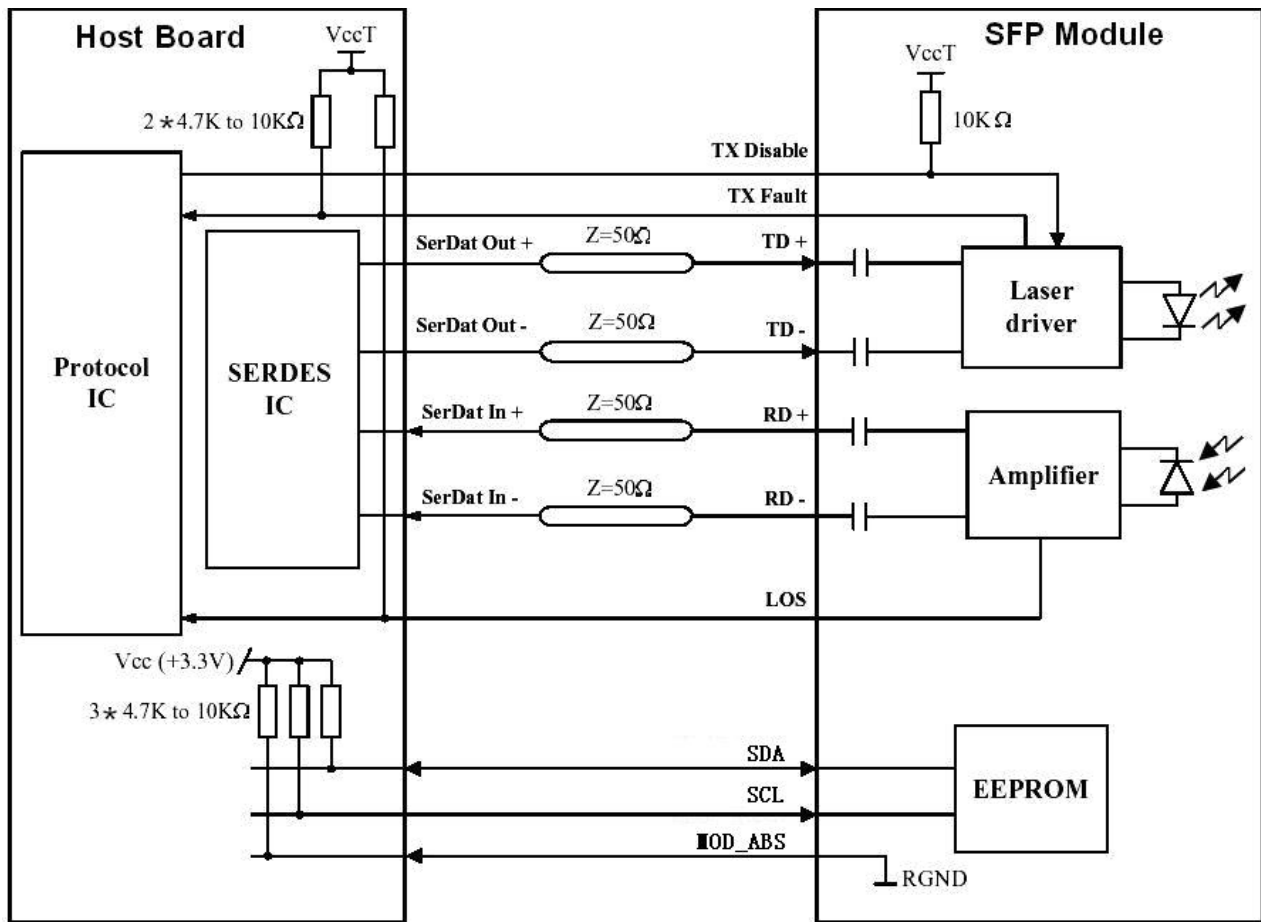 Host Board
SFP Module
VccT
VccT
2*4.7K to 10KΩ
10KΩ
TX Disable
TX Fault
SerDat Out +
Z=50Ω
TD +
SerDat Out -
Z=50Ω
TD -
Laser
driver
Protocol
IC
SERDES
IC
SerDat In +
Z=50Ω
RD +
SerDat In -
Z=50Ω
RD -
Amplifier
LOS
Vcc (+3.3V)
3*4.7K to 10KΩ
SDA
SCL
MOD_ABS
EEPROM
RGND